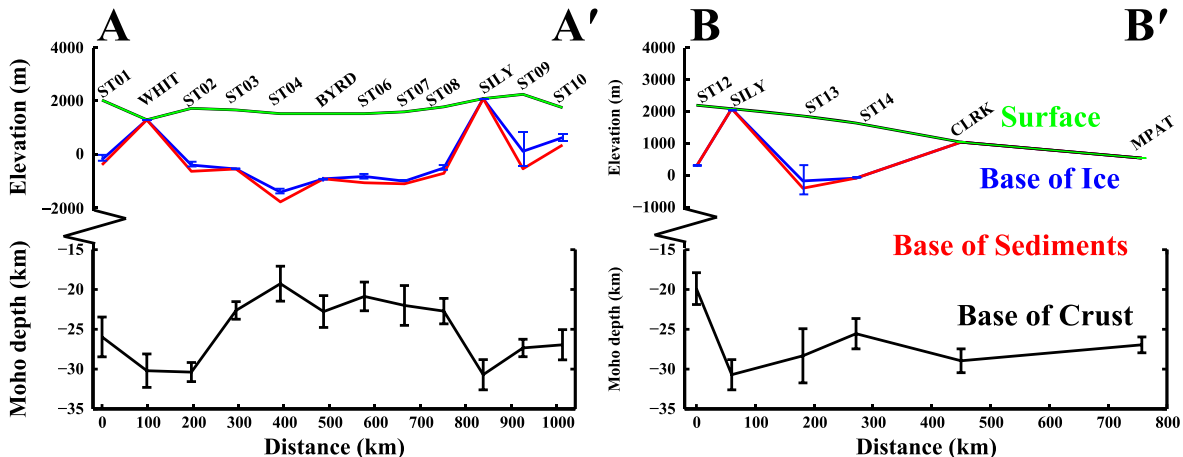 A
A′
B
B′
4000
2000
0
−2000
Elevation (m)
ST01
WHIT
ST02
ST03
ST04
BYRD
ST06
ST07
ST08
SILY
ST09
ST10
4000
3000
2000
1000
0
−1000
Elevation (m)
ST12
SILY
ST13
ST14
CLRK
MPAT
Surface
Base of Ice
Base of Sediments
Base of Crust
−15
−20
−25
−30
−35
Moho depth (km)
0 100 200 300 400 500 600 700 800 900 1000
Distance (km)
−15
−20
−25
−30
−35
Moho depth (km)
0 100 200 300 400 500 600 700 800
Distance (km)